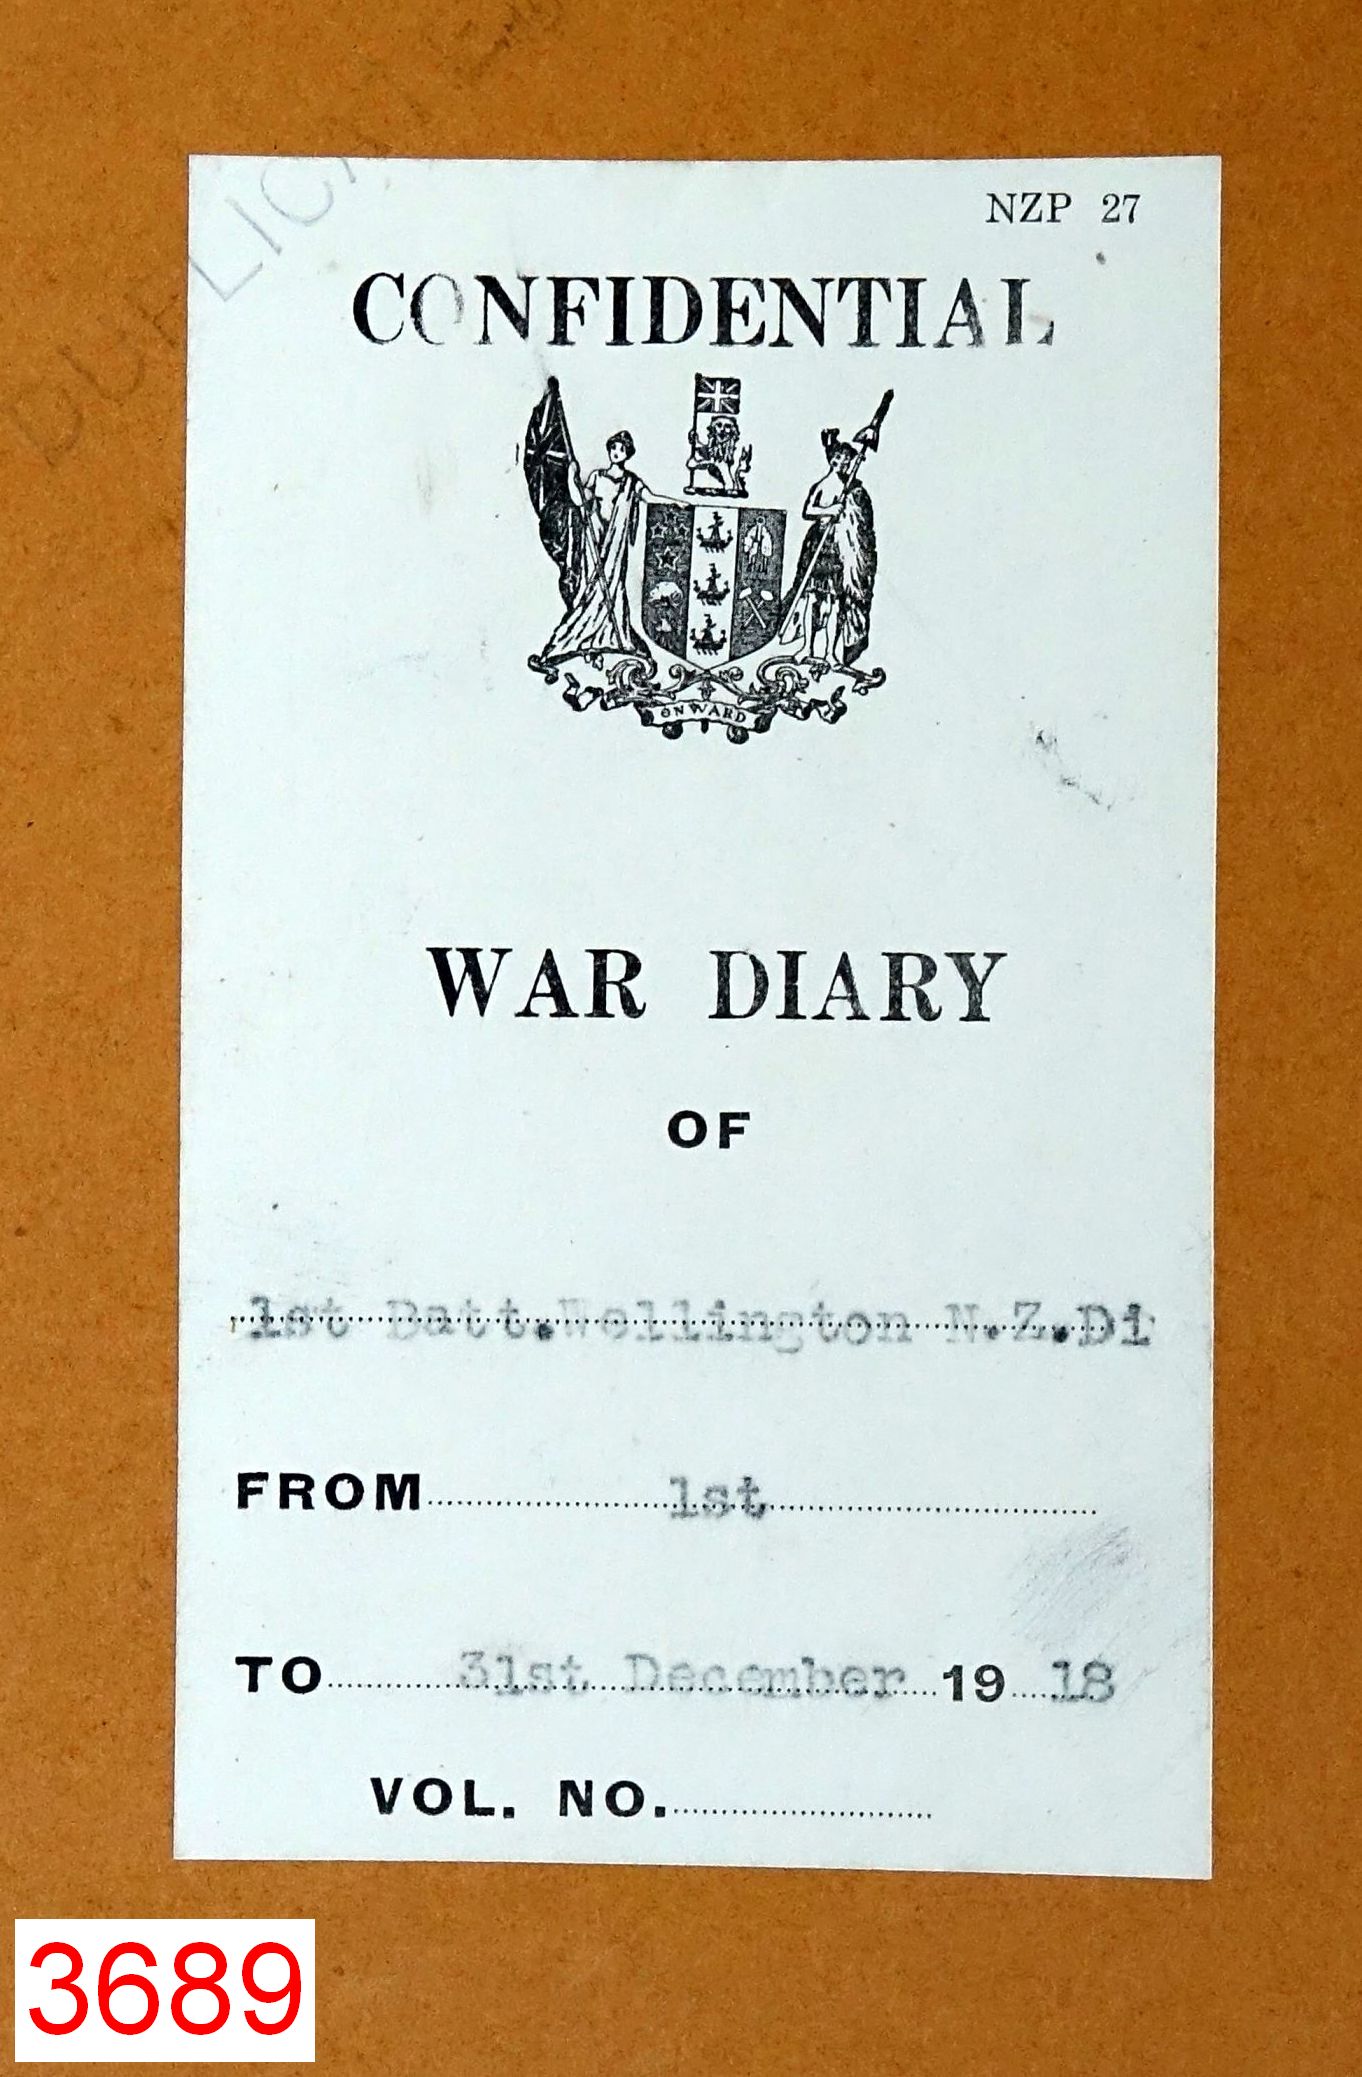 NZP 27
CONFIDENTIAL
ONWARD
WAR DIARY
OF
1st Batt.Wellington N.Z.Di
FROM 1st
TO 31st December 19 18
VOL. NO.
3689